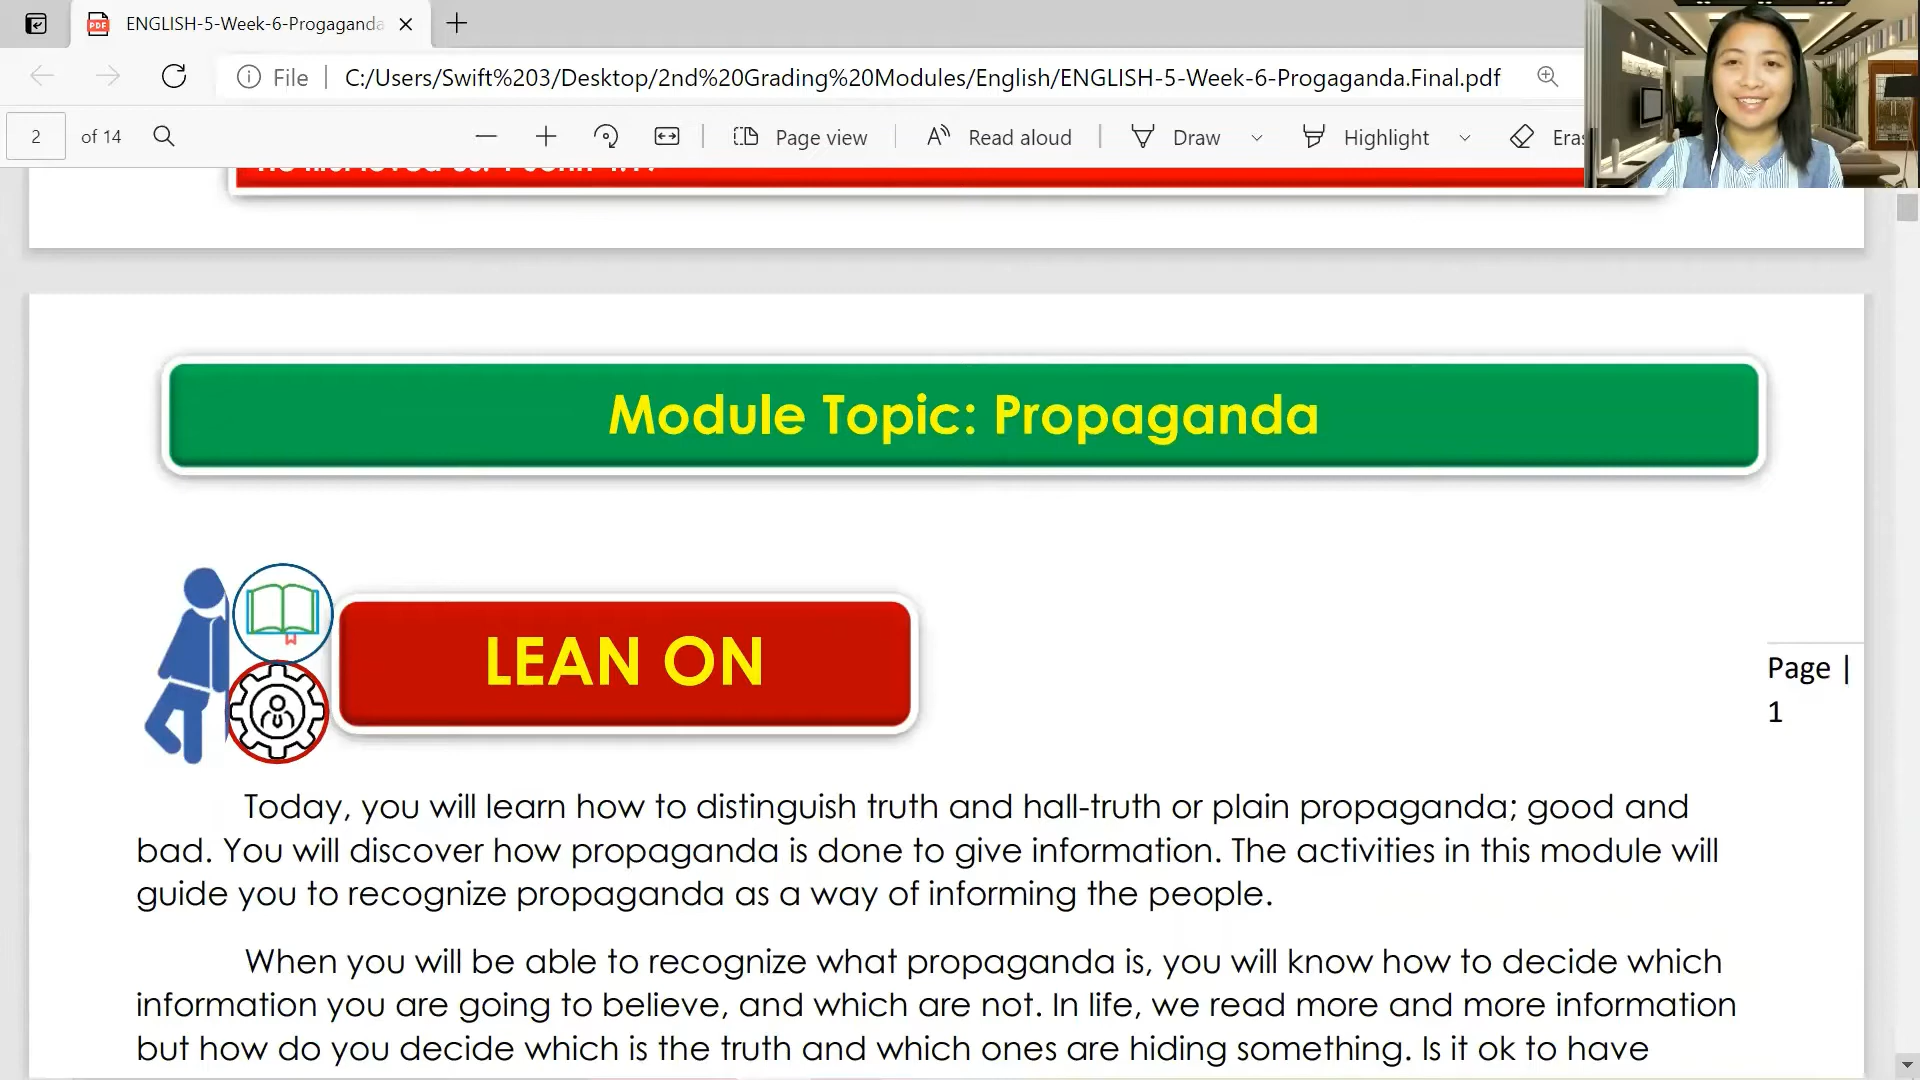 ENGLISH-5-Week-6-Progaganda
File
C:/Users/Swift%203/Desktop/2nd%20Grading%20Modules/English/ENGLISH-5-Week-6-Progaganda.Final.pdf
2 of 14
Page view
Read aloud
Draw
Highlight
Module Topic: Propaganda
LEAN ON
Page |
1
Today, you will learn how to distinguish truth and hall-truth or plain propaganda; good and
bad. You will discover how propaganda is done to give information. The activities in this module will
guide you to recognize propaganda as a way of informing the people.
When you will be able to recognize what propaganda is, you will know how to decide which
information you are going to believe, and which are not. In life, we read more and more information
but how do you decide which is the truth and which ones are hiding something. Is it ok to have